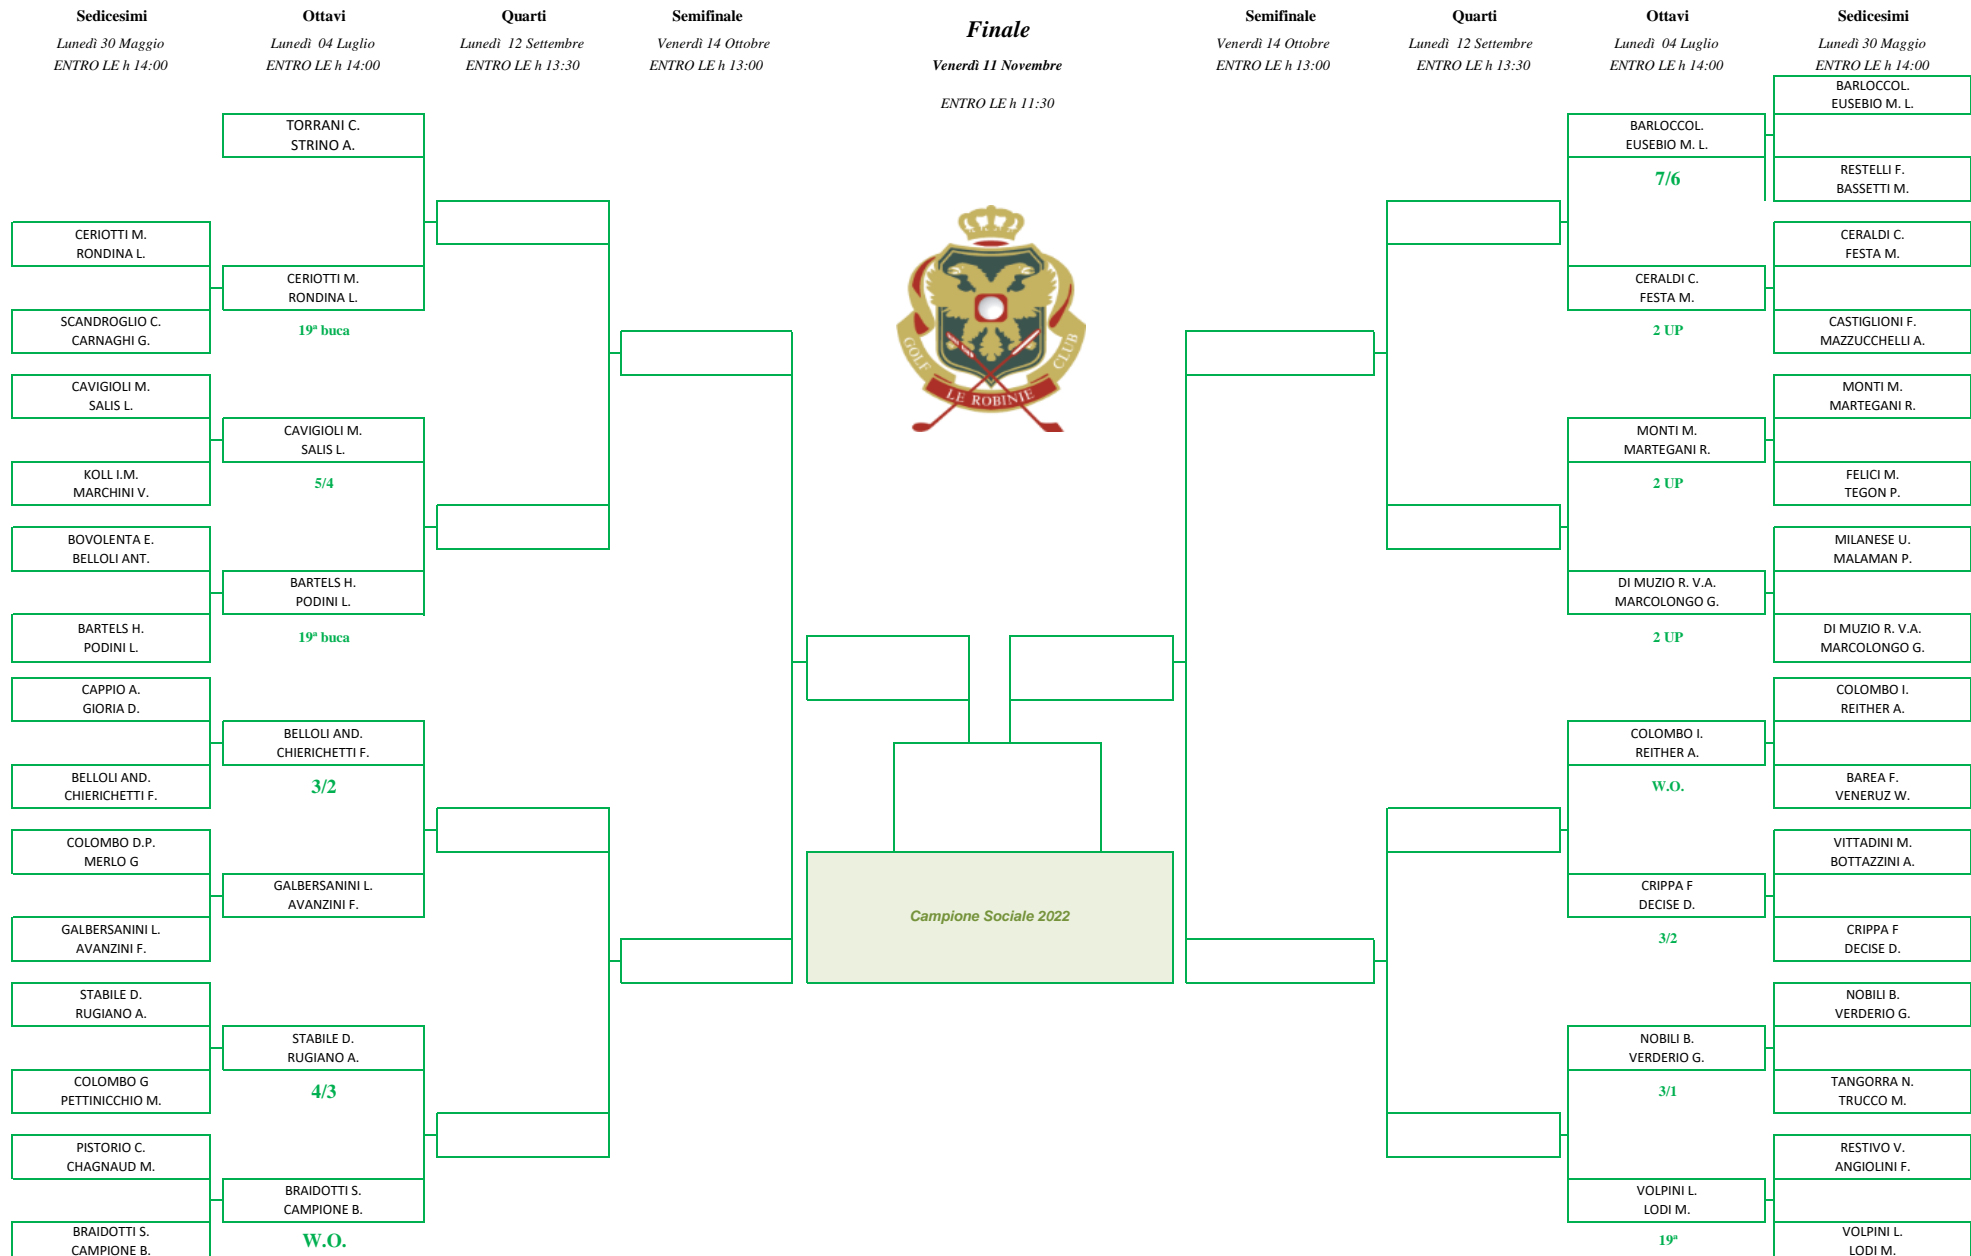 Sedicesimi
Lunedì 30 Maggio
ENTRO LE h 14:00
Ottavi
Lunedì 04 Luglio
ENTRO LE h 14:00
Quarti
Lunedì 12 Settembre
ENTRO LE h 13:30
Semifinale
Venerdì 14 Ottobre
ENTRO LE h 13:00
Finale
Venerdì 11 Novembre
ENTRO LE h 11:30
Semifinale
Venerdì 14 Ottobre
ENTRO LE h 13:00
Quarti
Lunedì 12 Settembre
ENTRO LE h 13:30
Ottavi
Lunedì 04 Luglio
ENTRO LE h 14:00
Sedicesimi
Lunedì 30 Maggio
ENTRO LE h 14:00
CERIOTTI M.
RONDINA L.
SCANDROGLIO C.
CARNAGHI G.
CAVIGIOLI M.
SALIS L.
KOLL I.M.
MARCHINI V.
BOVOLENTA E.
BELLOLI ANT.
BARTELS H.
PODINI L.
CAPPIO A.
GIORIA D.
BELLOLI AND.
CHIERICHETTI F.
COLOMBO D.P.
MERLO G
GALBERSANINI L.
AVANZINI F.
STABILE D.
RUGIANO A.
COLOMBO G
PETTINICCHIO M.
PISTORIO C.
CHAGNAUD M.
BRAIDOTTI S.
CAMPIONE B.
TORRANI C.
STRINO A.
CERIOTTI M.
RONDINA L.
19ª buca
CAVIGIOLI M.
SALIS L.
5/4
BARTELS H.
PODINI L.
19ª buca
BELLOLI AND.
CHIERICHETTI F.
3/2
GALBERSANINI L.
AVANZINI F.
STABILE D.
RUGIANO A.
4/3
BRAIDOTTI S.
CAMPIONE B.
W.O.
GOLF CLUB
LE ROBINIE
Campione Sociale 2022
BARLOCCOL.
EUSEBIO M. L.
7/6
CERALDI C.
FESTA M.
2 UP
MONTI M.
MARTEGANI R.
2 UP
DI MUZIO R. V.A.
MARCOLONGO G.
2 UP
COLOMBO I.
REITHER A.
W.O.
CRIPPA F
DECISE D.
3/2
NOBILI B.
VERDERIO G.
3/1
VOLPINI L.
LODI M.
19ª
BARLOCCOL.
EUSEBIO M. L.
RESTELLI F.
BASSETTI M.
CERALDI C.
FESTA M.
CASTIGLIONI F.
MAZZUCCHELLI A.
MONTI M.
MARTEGANI R.
FELICI M.
TEGON P.
MILANESE U.
MALAMAN P.
DI MUZIO R. V.A.
MARCOLONGO G.
COLOMBO I.
REITHER A.
BAREA F.
VENERUZ W.
VITTADINI M.
BOTTAZZINI A.
CRIPPA F
DECISE D.
NOBILI B.
VERDERIO G.
TANGORRA N.
TRUCCO M.
RESTIVO V.
ANGIOLINI F.
VOLPINI L.
LODI M.